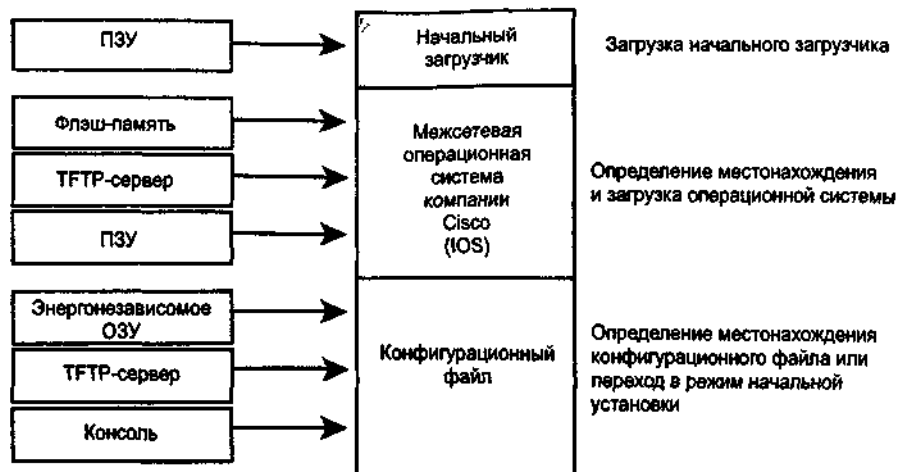 ПЗУ
Начальный
загрузчик
Загрузка начального загрузчика
Флэш-память
TFTP-сервер
ПЗУ
Межсетевая
операционная
система
компании
Cisco
(IOS)
Определение местонахождения
и загрузка операционной системы
Энергонезависомое
ОЗУ
TFTP-сервер
Консоль
Конфигурационный
файл
Определение местонахождения
конфигурационного файла или
переход в режим начальной
установки